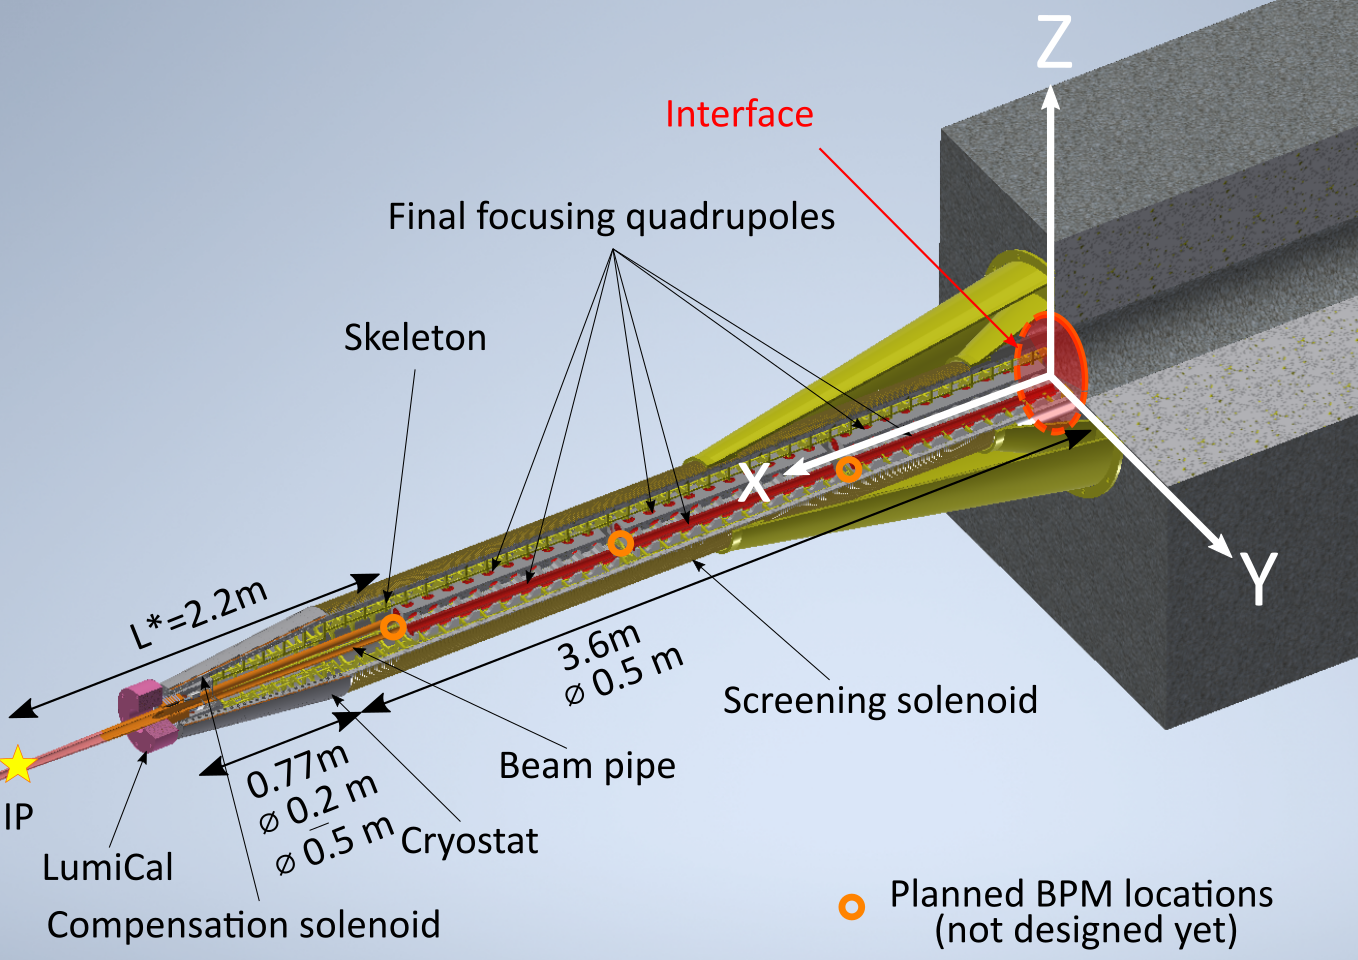 Z
Interface
Final focusing quadrupoles
Skeleton
X
Y
L*=2.2m
3.6m
⌀ 0.5 m
Screening solenoid
Beam pipe
0.77m
⌀ 0.2 m
⌀ 0.5 m
Cryostat
IP
LumiCal
Compensation solenoid
Planned BPM locations
(not designed yet)